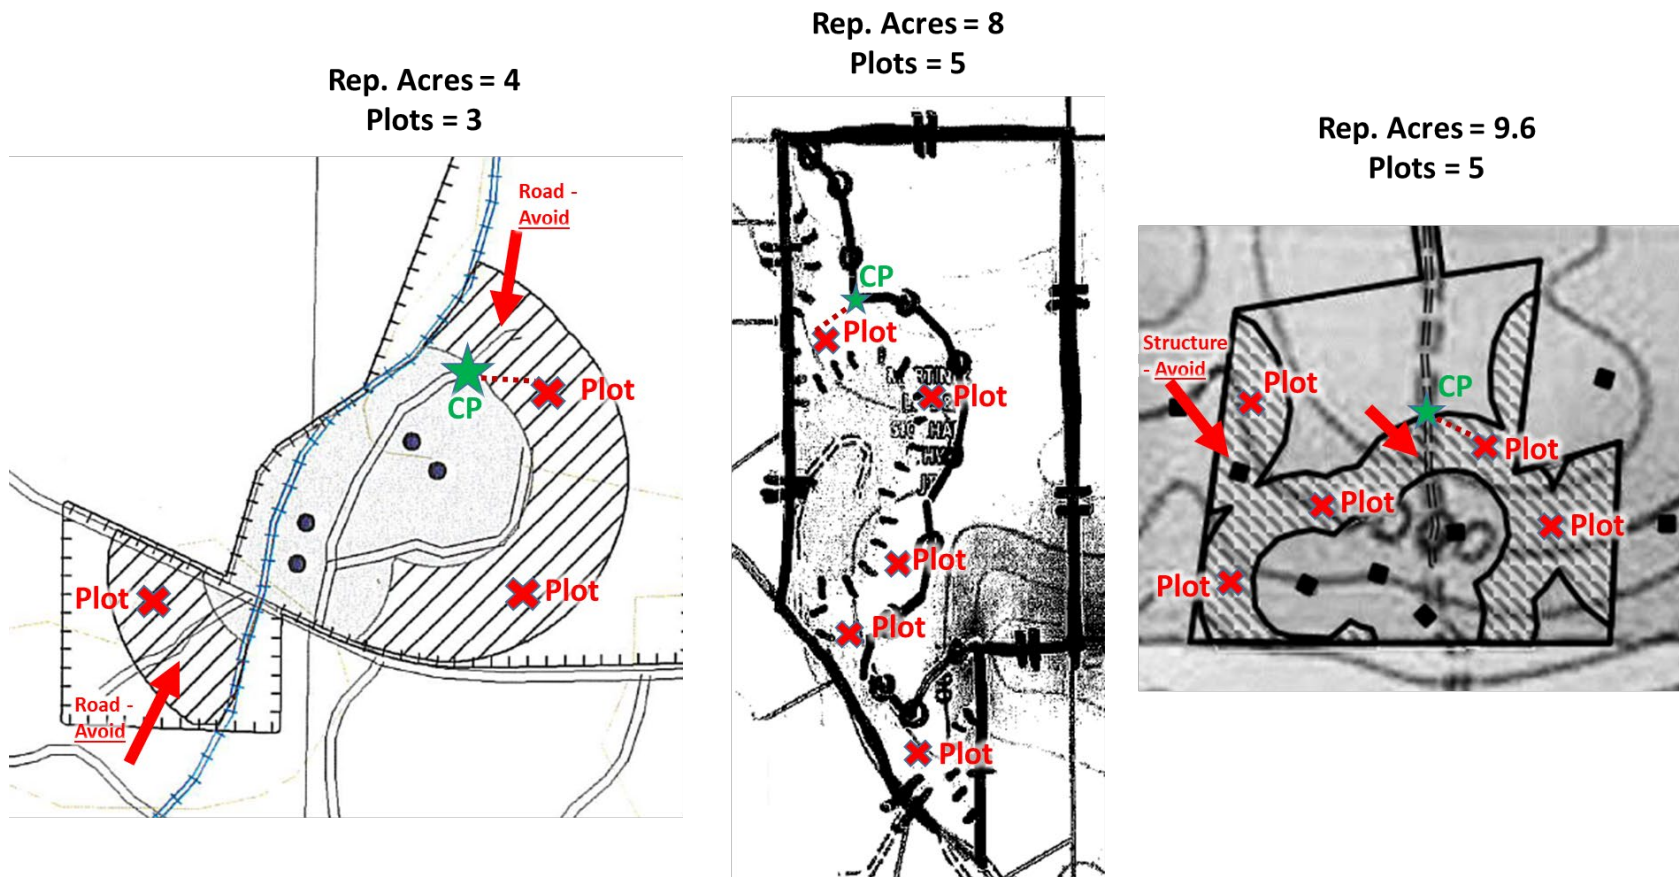 Rep. Acres = 4
Plots = 3
Road -
Avoid
CP
Plot
Plot
Plot
Road -
Avoid
Rep. Acres = 8
Plots = 5
CP
Plot
Plot
Plot
Plot
Plot
Rep. Acres = 9.6
Plots = 5
Structure
- Avoid
Plot
CP
Plot
Plot
Plot
Plot